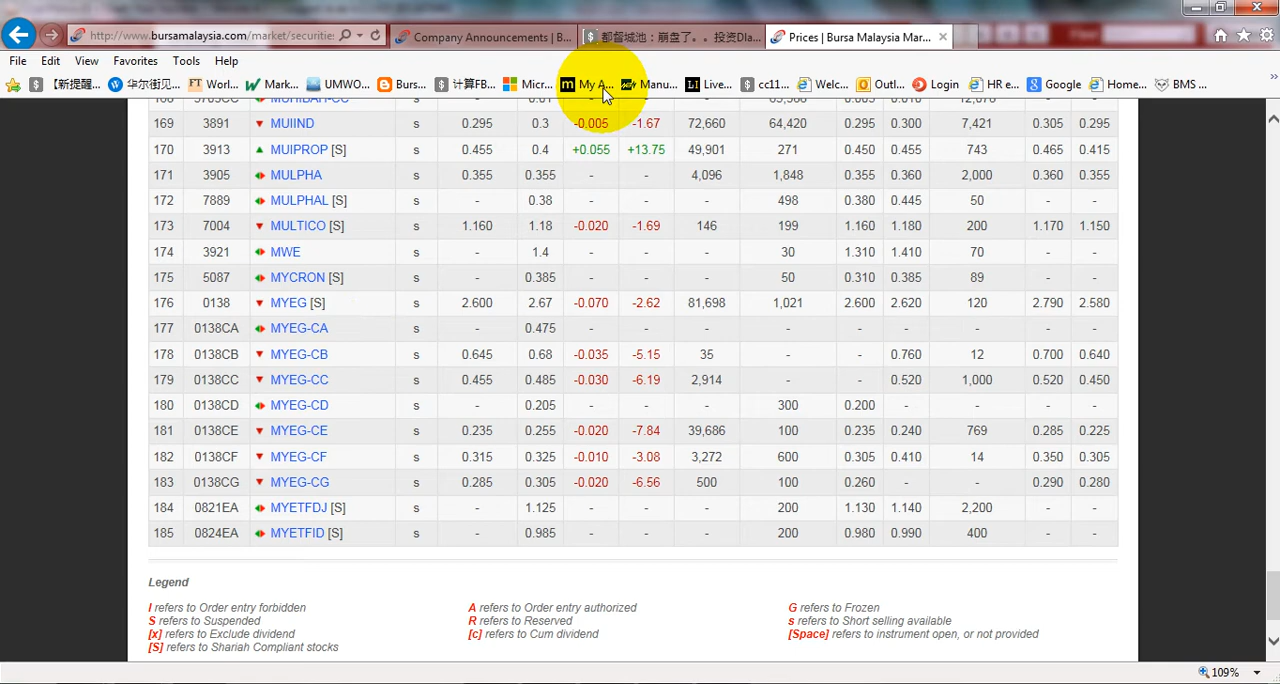 http://www.bursamalaysia.com/market/securitie:
Company Announcements | B...
都督城池：崩盘了。。投资Dla...
Prices | Bursa Malaysia Mar...
File Edit View Favorites Tools Help
【新提醒... 华尔街见... FT Worl... Mark... UMWO... Burs... 计算FB... Micr... m My A... Manu... LI Live... cc11... Welc... Outl... Login HR e... Google Home... BMS ...
169 3891 MUIIND s 0.295 0.3 -0.005 -1.67 72,660 64,420 0.295 0.300 7,421 0.305 0.295
170 3913 MUIPROP [S] s 0.455 0.4 +0.055 +13.75 49,901 271 0.450 0.455 743 0.465 0.415
171 3905 MULPHA s 0.355 0.355 - - 4,096 1,848 0.355 0.360 2,000 0.360 0.355
172 7889 MULPHAL [S] s - 0.38 - - - 498 0.380 0.445 50 - -
173 7004 MULTICO [S] s 1.160 1.18 -0.020 -1.69 146 199 1.160 1.180 200 1.170 1.150
174 3921 MWE s - 1.4 - - - 30 1.310 1.410 70 - -
175 5087 MYCRON [S] s - 0.385 - - - 50 0.310 0.385 89 - -
176 0138 MYEG [S] s 2.600 2.67 -0.070 -2.62 81,698 1,021 2.600 2.620 120 2.790 2.580
177 0138CA MYEG-CA s - 0.475 - - - - - - - - -
178 0138CB MYEG-CB s 0.645 0.68 -0.035 -5.15 35 - - 0.760 12 0.700 0.640
179 0138CC MYEG-CC s 0.455 0.485 -0.030 -6.19 2,914 - - 0.520 1,000 0.520 0.450
180 0138CD MYEG-CD s - 0.205 - - - 300 0.200 - - - -
181 0138CE MYEG-CE s 0.235 0.255 -0.020 -7.84 39,686 100 0.235 0.240 769 0.285 0.225
182 0138CF MYEG-CF s 0.315 0.325 -0.010 -3.08 3,272 600 0.305 0.410 14 0.350 0.305
183 0138CG MYEG-CG s 0.285 0.305 -0.020 -6.56 500 100 0.260 - - 0.290 0.280
184 0821EA MYETFDJ [S] s - 1.125 - - - 200 1.130 1.140 2,200 - -
185 0824EA MYETFID [S] s - 0.985 - - - 200 0.980 0.990 400 - -
Legend
I refers to Order entry forbidden
A refers to Order entry authorized
G refers to Frozen
S refers to Suspended
R refers to Reserved
s refers to Short selling available
[x] refers to Exclude dividend
[c] refers to Cum dividend
[Space] refers to instrument open, or not provided
[S] refers to Shariah Compliant stocks
109%